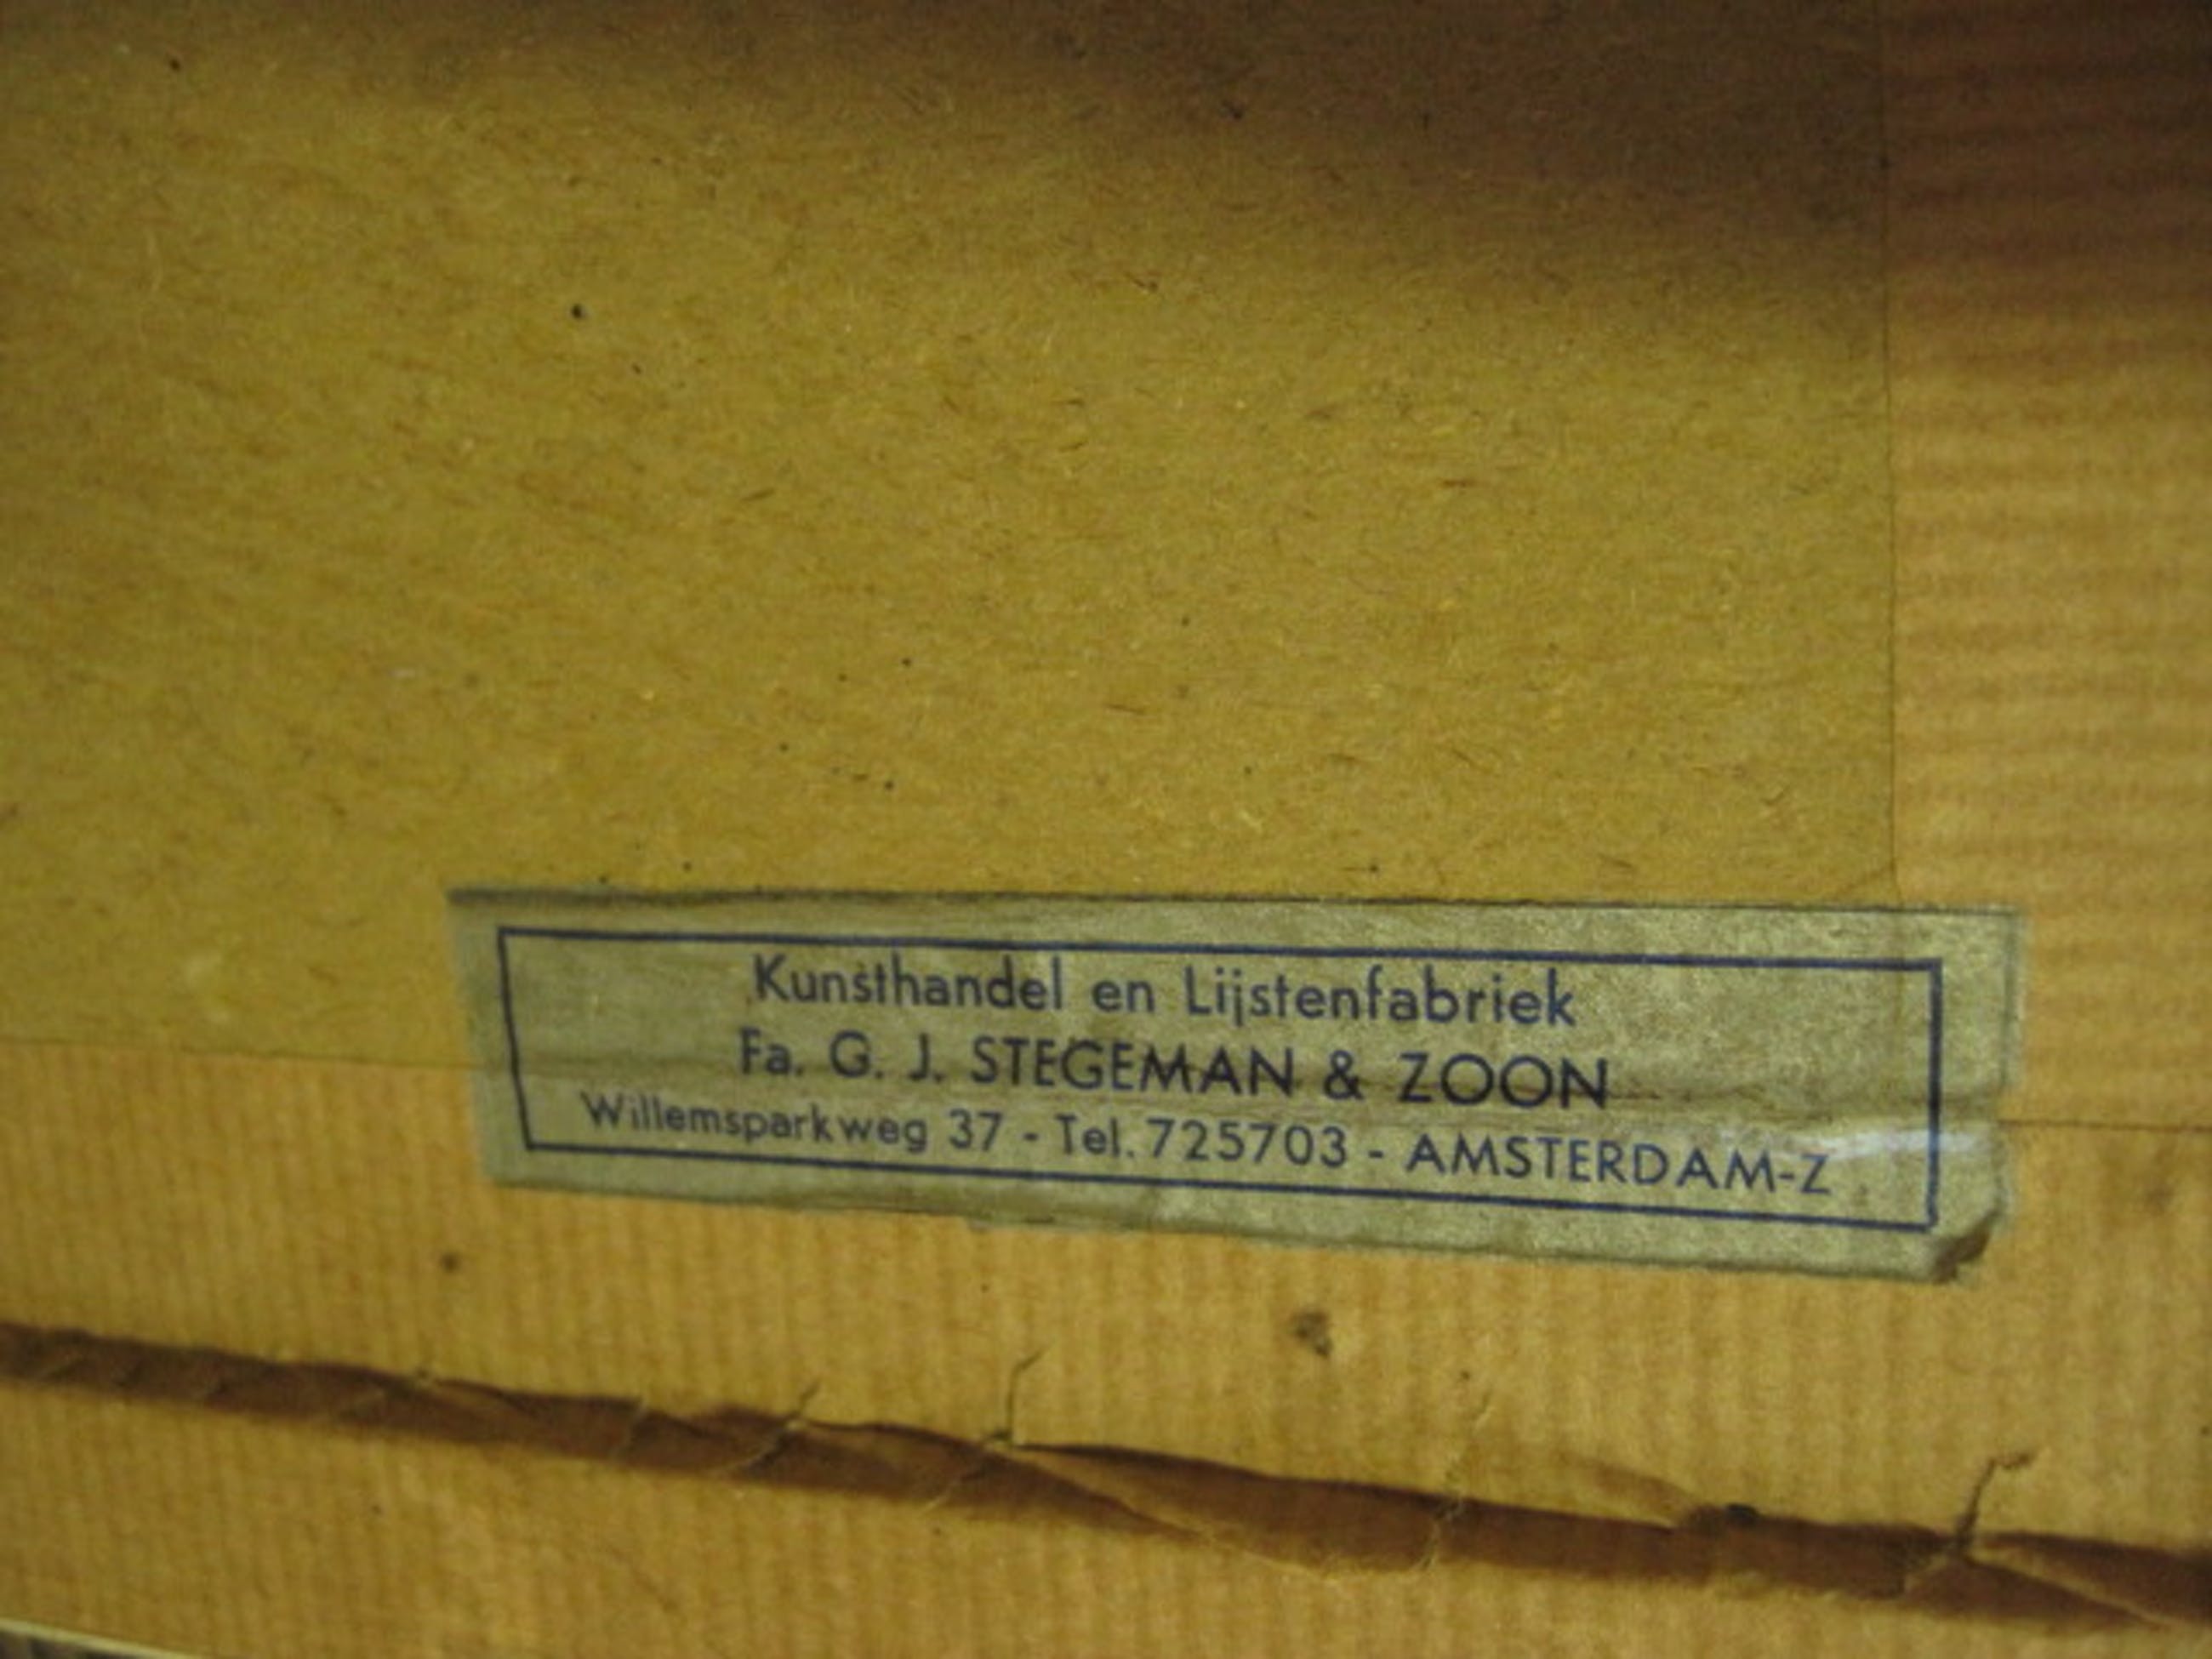 Kunsthandel en Lijstenfabriek
Fa. G. J. STEGEMAN & ZOON
Willemsparkweg 37 - Tel. 725703 - AMSTERDAM-Z